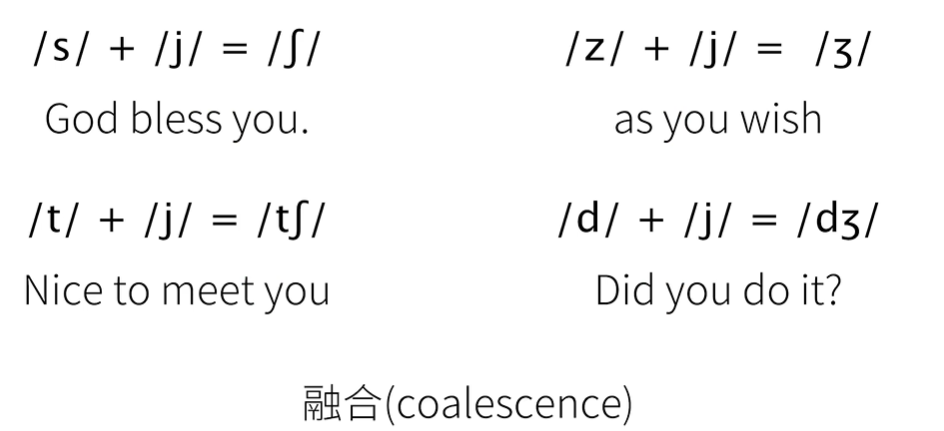 /s/ + /j/ = /ʃ/
/z/ + /j/ = /ʒ/
God bless you.
as you wish
/t/ + /j/ = /tʃ/
/d/ + /j/ = /dʒ/
Nice to meet you
Did you do it?
融合(coalescence)